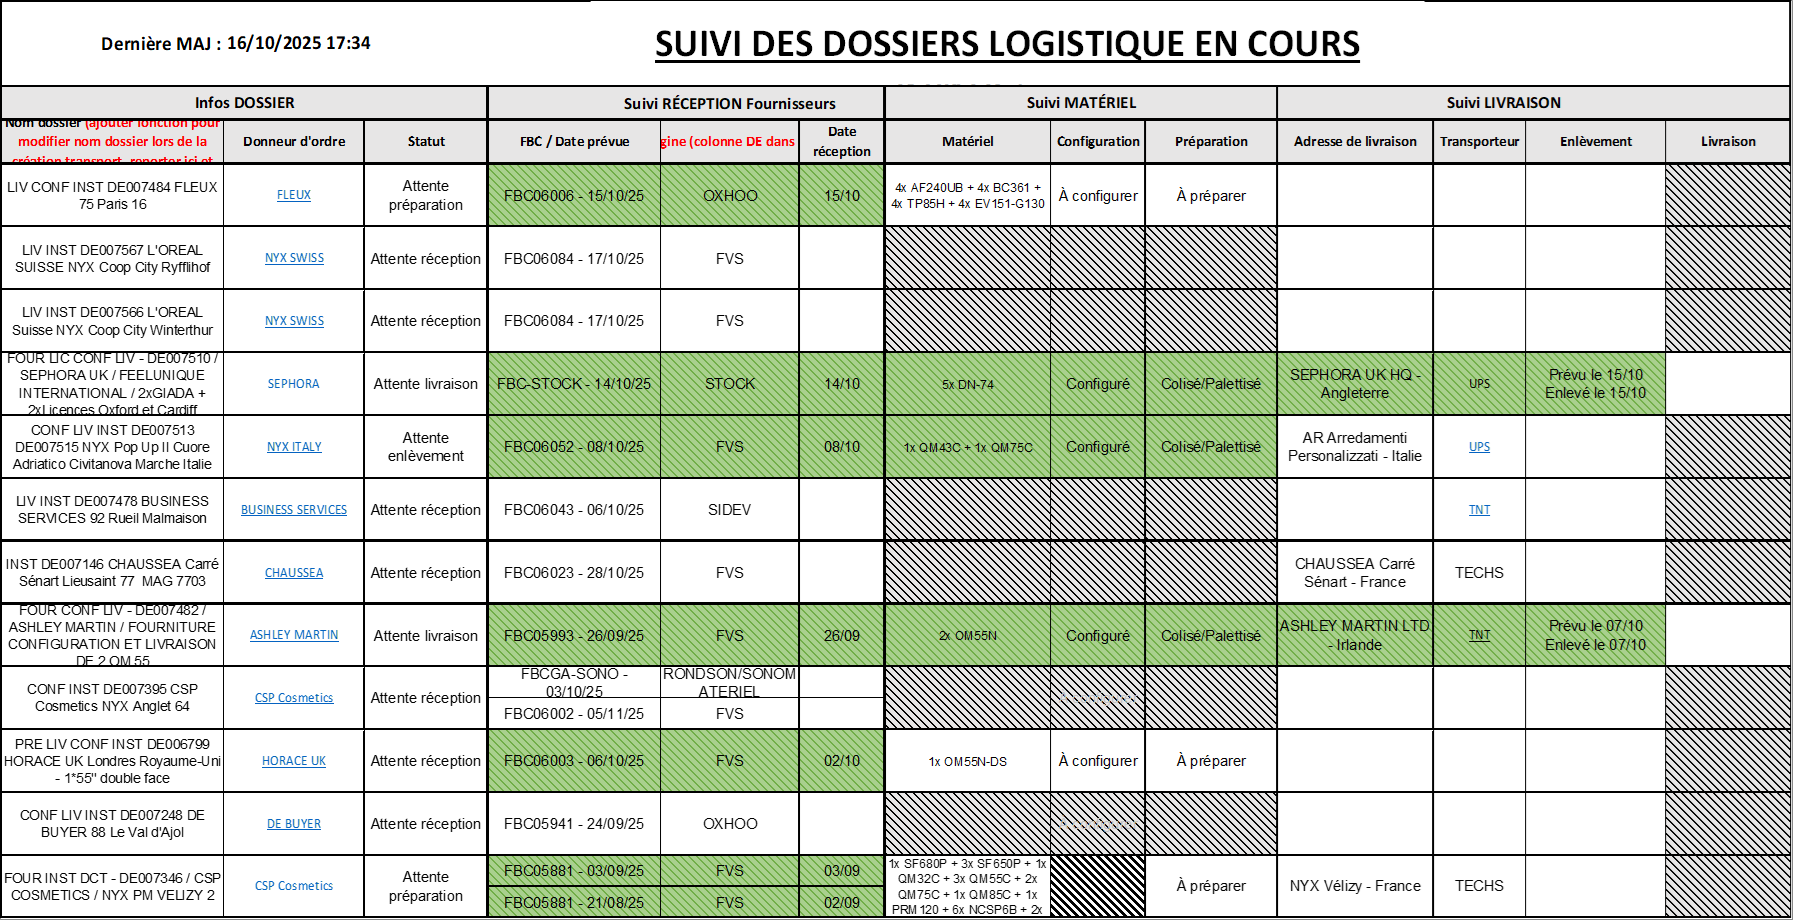 Dernière MAJ : 16/10/2025 17:34
SUIVI DES DOSSIERS LOGISTIQUE EN COURS
Infos DOSSIER
Suivi RÉCEPTION Fournisseurs
Suivi MATÉRIEL
Suivi LIVRAISON
Nom dossier (ajouter fonction pour
modifier nom dossier lors de la
création transport, reporter ici et
Donneur d'ordre
Statut
FBC / Date prévue
gine (colonne DE dans
Date
réception
Matériel
Configuration
Préparation
Adresse de livraison
Transporteur
Enlèvement
Livraison
LIV CONF INST DE007484 FLEUX
75 Paris 16
FLEUX
Attente
préparation
FBC06006 - 15/10/25
OXHOO
15/10
4x AF240UB + 4x BC361 +
4x TP85H + 4x EV151-G130
À configurer
À préparer
LIV INST DE007567 L'OREAL
SUISSE NYX Coop City Ryfflihof
NYX SWISS
Attente réception
FBC06084 - 17/10/25
FVS
LIV INST DE007566 L'OREAL
Suisse NYX Coop City Winterthur
NYX SWISS
Attente réception
FBC06084 - 17/10/25
FVS
FOUR LIC CONF LIV - DE007510 /
SEPHORA UK / FEELUNIQUE
INTERNATIONAL / 2xGIADA +
2xLicences Oxford et Cardiff
SEPHORA
Attente livraison
FBC-STOCK - 14/10/25
STOCK
14/10
5x DN-74
Configuré
Colisé/Palettisé
SEPHORA UK HQ -
Angleterre
UPS
Prévu le 15/10
Enlevé le 15/10
CONF LIV INST DE007513
DE007515 NYX Pop Up Il Cuore
Adriatico Civitanova Marche Italie
NYX ITALY
Attente
enlèvement
FBC06052 - 08/10/25
FVS
08/10
1x QM43C + 1x QM75C
Configuré
Colisé/Palettisé
AR Arredamenti
Personalizzati - Italie
UPS
LIV INST DE007478 BUSINESS
SERVICES 92 Rueil Malmaison
BUSINESS SERVICES
Attente réception
FBC06043 - 06/10/25
SIDEV
TNT
INST DE007146 CHAUSSEA Carré
Sénart Lieusaint 77  MAG 7703
CHAUSSEA
Attente réception
FBC06023 - 28/10/25
FVS
CHAUSSEA Carré
Sénart - France
TECHS
FOUR CONF LIV - DE007482 /
ASHLEY MARTIN / FOURNITURE
CONFIGURATION ET LIVRAISON
DE 2 OM 55
ASHLEY MARTIN
Attente livraison
FBC05993 - 26/09/25
FVS
26/09
2x OM55N
Configuré
Colisé/Palettisé
ASHLEY MARTIN LTD
- Irlande
TNT
Prévu le 07/10
Enlevé le 07/10
CONF INST DE007395 CSP
Cosmetics NYX Anglet 64
CSP Cosmetics
Attente réception
FBCGA-SONO -
03/10/25
RONDSON/SONOM
ATERIEL
FBC06002 - 05/11/25
FVS
PRE LIV CONF INST DE006799
HORACE UK Londres Royaume-Uni
- 1*55" double face
HORACE UK
Attente réception
FBC06003 - 06/10/25
FVS
02/10
1x OM55N-DS
À configurer
À préparer
CONF LIV INST DE007248 DE
BUYER 88 Le Val d'Ajol
DE BUYER
Attente réception
FBC05941 - 24/09/25
OXHOO
FOUR INST DCT - DE007346 / CSP
COSMETICS / NYX PM VELIZY 2
CSP Cosmetics
Attente
préparation
FBC05881 - 03/09/25
FVS
03/09
FBC05881 - 21/08/25
FVS
02/09
1x SF680P + 3x SF650P + 1x
QM32C + 3x QM55C + 2x
QM75C + 1x QM85C + 1x
PRM120 + 6x NCSP6B + 2x
À préparer
NYX Vélizy - France
TECHS